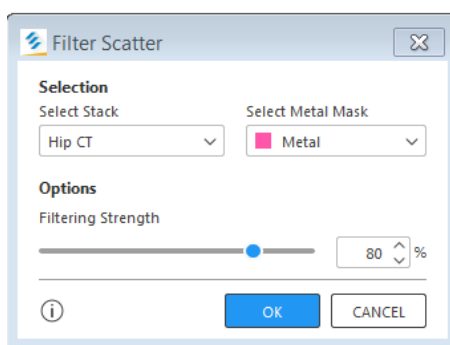 Filter Scatter
Selection
Select Stack Select Metal Mask
Hip CT Metal
Options
Filtering Strength
80 %
OK CANCEL